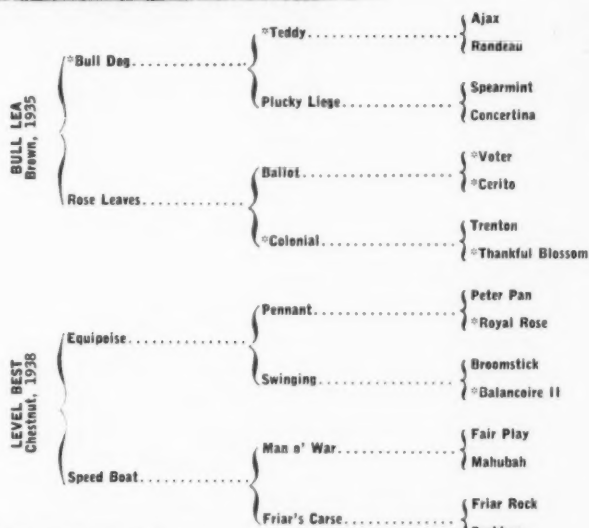 Ajax
*Teddy
Rondeau
*Bull Dog
Spearmint
Plucky Liege
Concertina
BULL LEA
Brown, 1935
*Voter
Ballot
*Cerito
Rose Leaves
Trenton
*Colonial
*Thankful Blossom
Peter Pan
Pennant
*Royal Rose
Equipoise
Broomstick
Swinging
*Balancoire II
LEVEL BEST
Chestnut, 1938
Fair Play
Man o' War
Mahubah
Speed Boat
Friar Rock
Friar's Carse